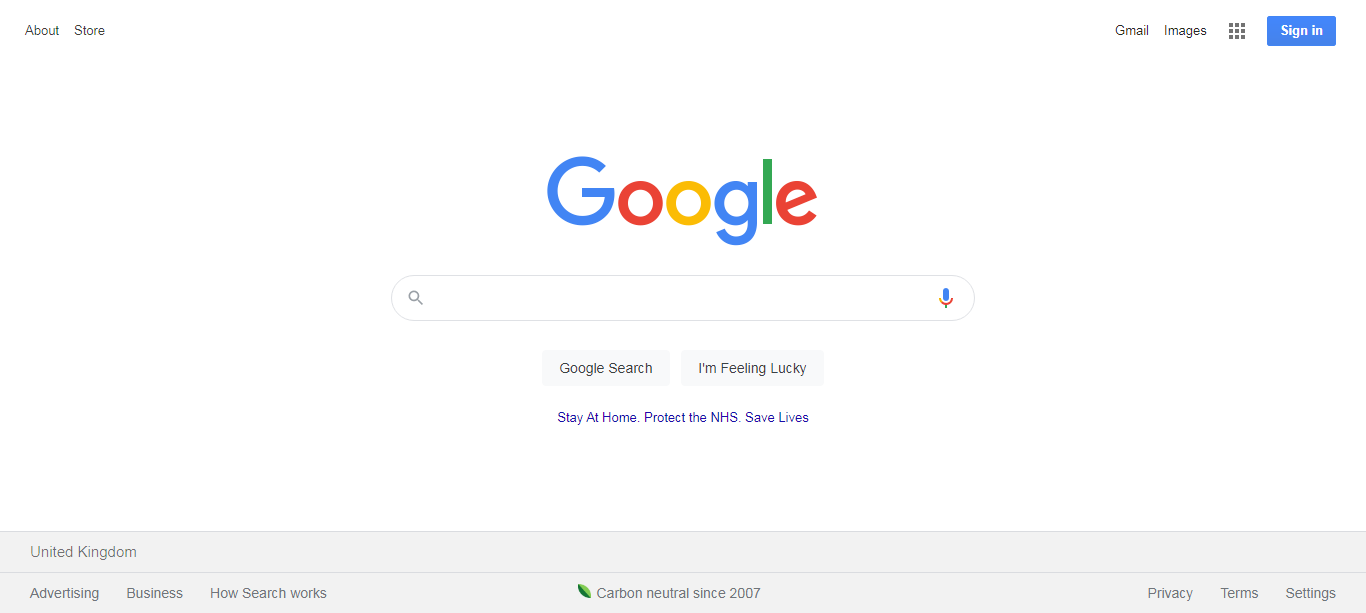 About Store Gmail Images Sign in
Google
Google Search I'm Feeling Lucky
Stay At Home. Protect the NHS. Save Lives
United Kingdom
Advertising Business How Search works Carbon neutral since 2007 Privacy Terms Settings